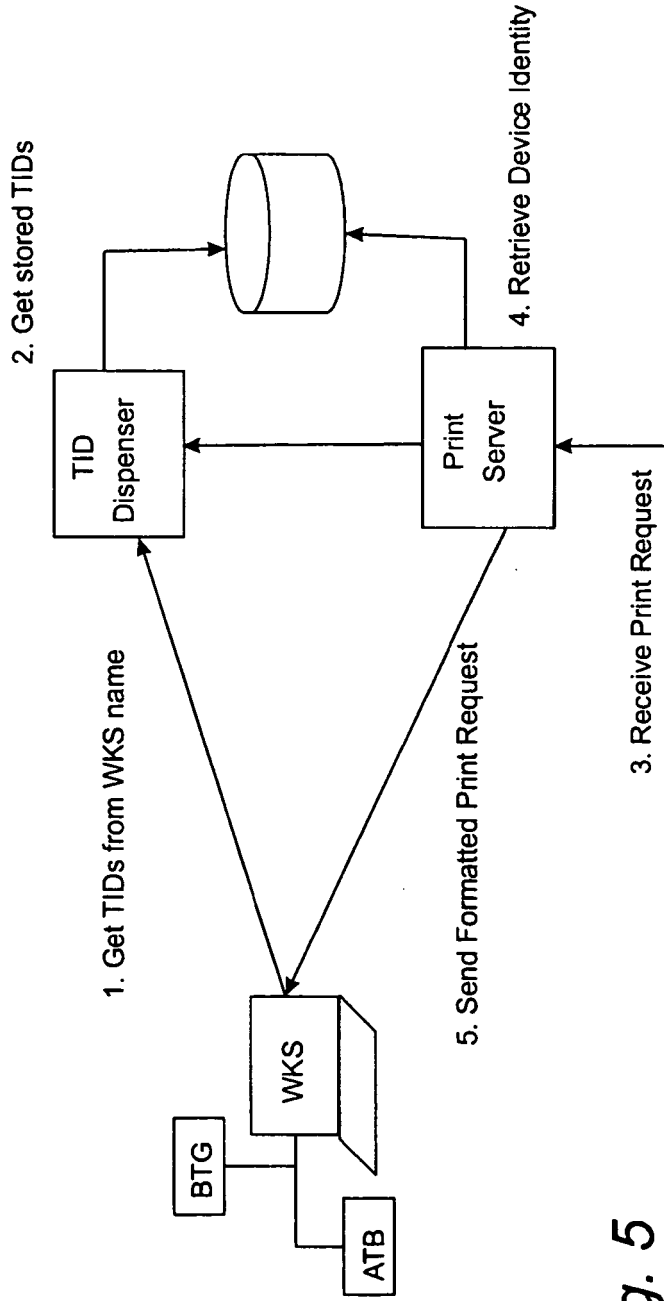 2. Get stored TIDs
TID
Dispenser
1. Get TIDs from WKS name
BTG
WKS
ATB
Print
Server
4. Retrieve Device Identity
5. Send Formatted Print Request
3. Receive Print Request
g. 5